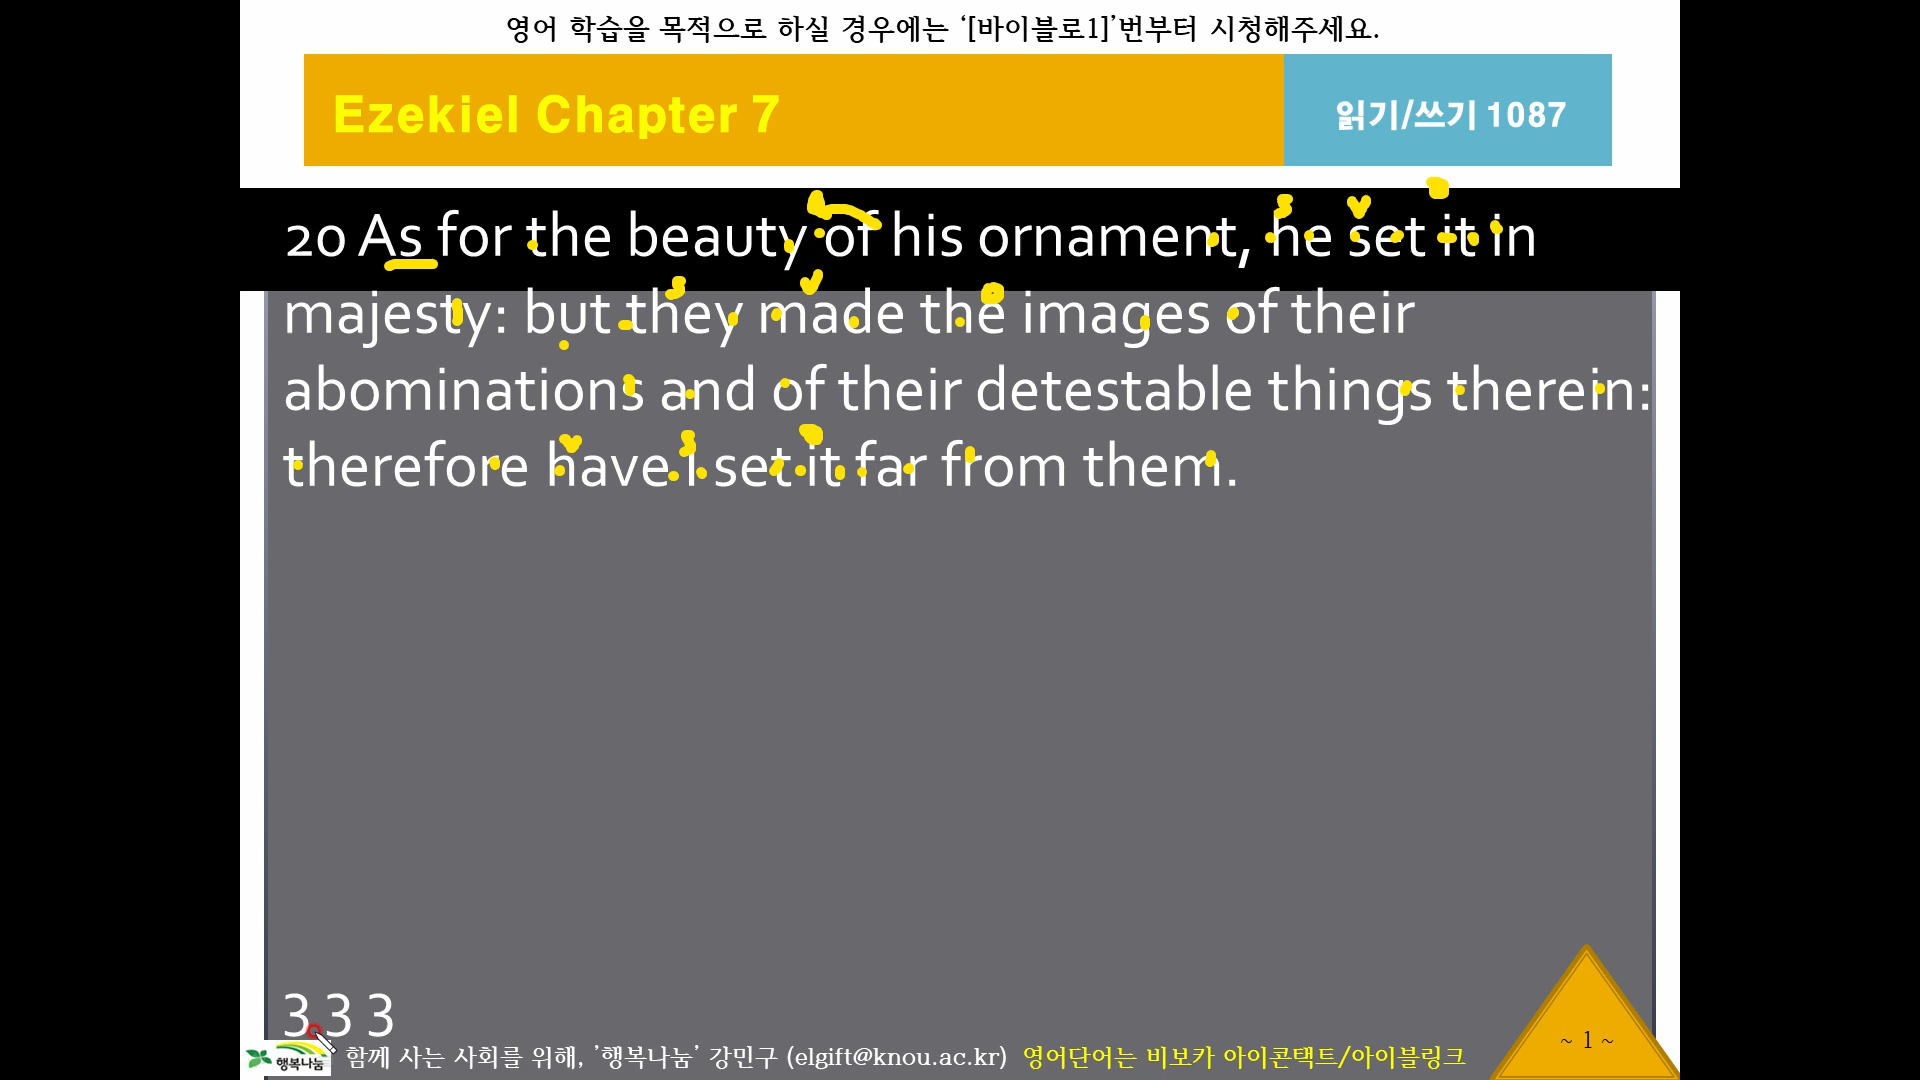 영어 학습을 목적으로 하실 경우에는 ‘[바이블로1]’번부터 시청해주세요.
Ezekiel Chapter 7
읽기/쓰기 1087
20 As for the beauty of his ornament, he set it in
majesty: but they made the images of their
abominations and of their detestable things therein:
therefore have I set it far from them.
3 3 3
~ 1 ~
행복나눔 함께 사는 사회를 위해, ’행복나눔’ 강민구 (elgift@knou.ac.kr) 영어단어는 비보카 아이콘택트/아이블링크